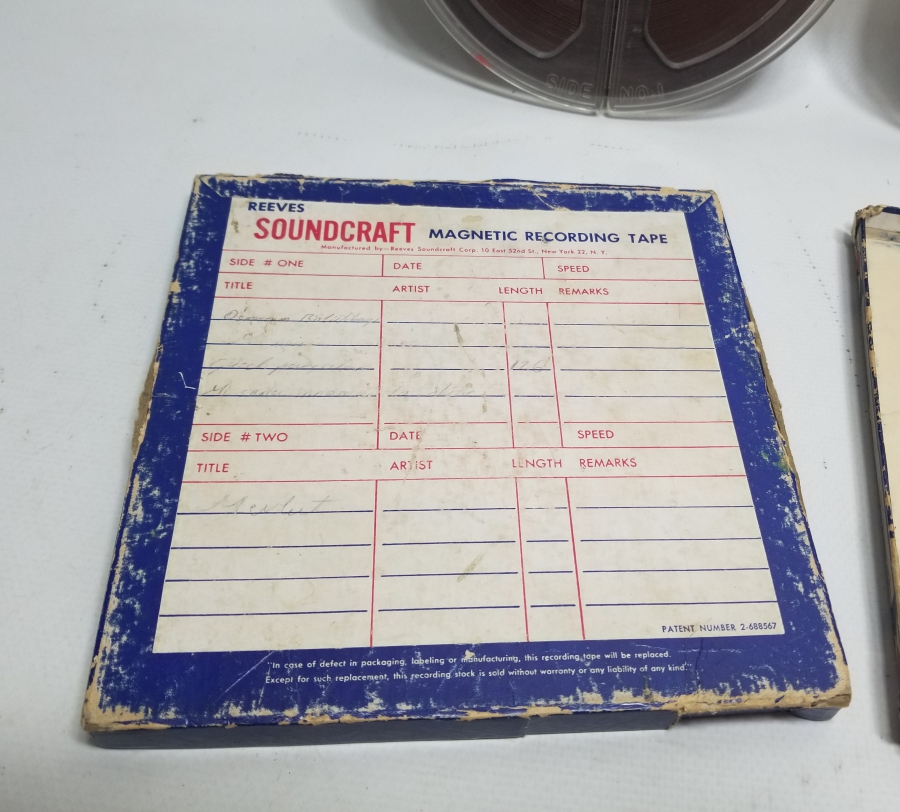 SIDE NO.1
REEVES
SOUNDCRAFT MAGNETIC RECORDING TAPE
Manufactured by—Reeves Soundcraft Corp. 10 East 52nd St., New York 22, N. Y.
SIDE # ONE DATE SPEED
TITLE ARTIST LENGTH REMARKS
SIDE # TWO DATE SPEED
TITLE ARTIST LENGTH REMARKS
PATENT NUMBER 2-688567
"In case of defect in packaging, labeling or manufacturing, this recording tape will be replaced.
Except for such replacement, this recording stock is sold without warranty or any liability of any kind".